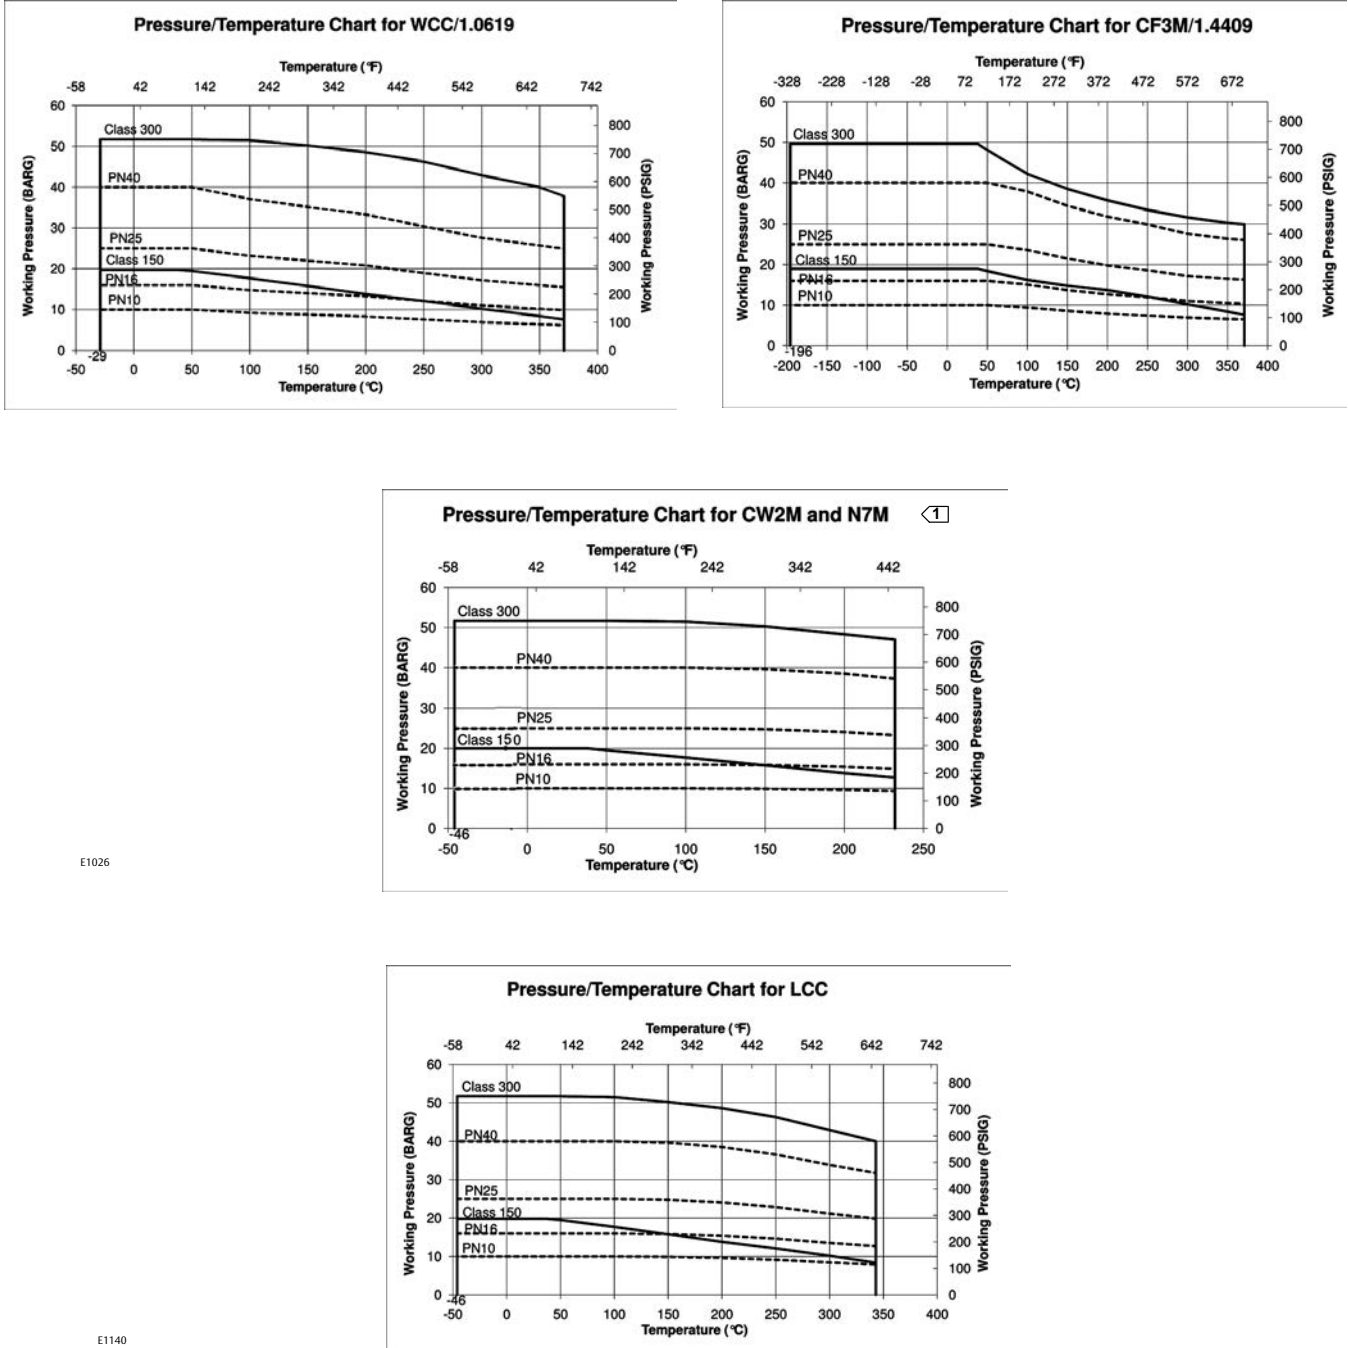 Pressure/Temperature Chart for WCC/1.0619
Temperature (°F)
-58 42 142 242 342 442 542 642 742
Working Pressure (BARG)
60
50
40
30
20
10
0
Class 300
PN40
PN25
Class 150
PN16
PN10
-29
800
700
600
500
400
300
200
100
0
Working Pressure (PSIG)
-50 0 50 100 150 200 250 300 350 400
Temperature (°C)
Pressure/Temperature Chart for CF3M/1.4409
Temperature (°F)
-328 -228 -128 -28 72 172 272 372 472 572 672
Working Pressure (BARG)
60
50
40
30
20
10
0
Class 300
PN40
PN25
Class 150
PN16
PN10
-196
800
700
600
500
400
300
200
100
0
Working Pressure (PSIG)
-200 -150 -100 -50 0 50 100 150 200 250 300 350 400
Temperature (°C)
Pressure/Temperature Chart for CW2M and N7M 1
Temperature (°F)
-58 42 142 242 342 442
Working Pressure (BARG)
60
50
40
30
20
10
0
Class 300
PN40
PN25
Class 150
PN16
PN10
-46
800
700
600
500
400
300
200
100
0
Working Pressure (PSIG)
-50 0 50 100 150 200 250
Temperature (°C)
E1026
Pressure/Temperature Chart for LCC
Temperature (°F)
-58 42 142 242 342 442 542 642 742
Working Pressure (BARG)
60
50
40
30
20
10
0
Class 300
PN40
PN25
Class 150
PN16
PN10
-46
800
700
600
500
400
300
200
100
0
Working Pressure (PSIG)
-50 0 50 100 150 200 250 300 350 400
Temperature (°C)
E1140